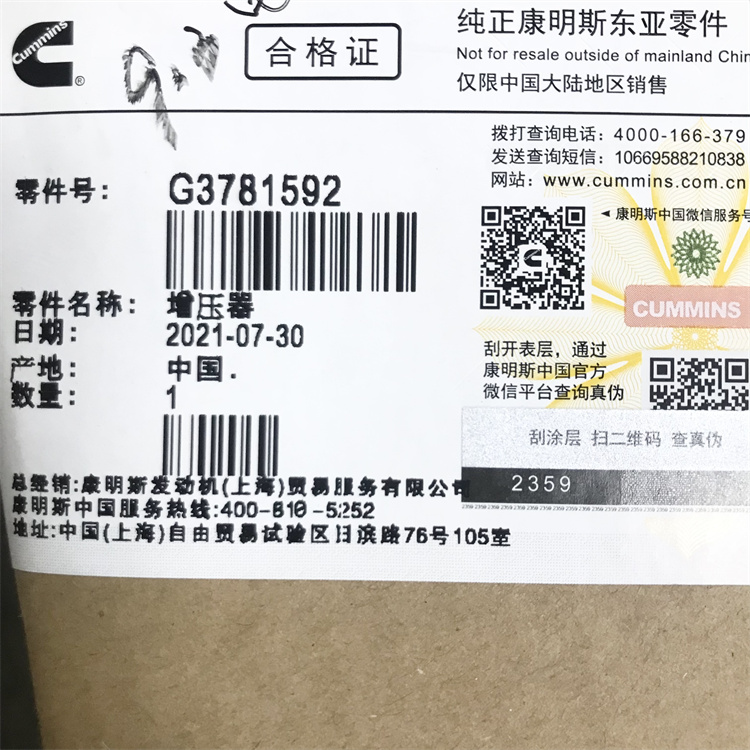 Cummins
合格证
纯正康明斯东亚零件
Not for resale outside of mainland Chin
仅限中国大陆地区销售
拨打查询电话：4000-166-379
发送查询短信：10669588210838
网站：www.cummins.com.cn
零件号： G3781592
康明斯中国微信服务号
零件名称：增压器
日期： 2021-07-30
产地： 中国.
数量： 1
CUMMINS
刮开表层，通过
康明斯中国官方
微信平台查询真伪
刮涂层 扫二维码 查真伪
2359
总经销:康明斯发动机(上海)贸易服务有限公司
康明斯中国服务热线:400-810-5252
地址:中国(上海)自由贸易试验区日滨路76号105室